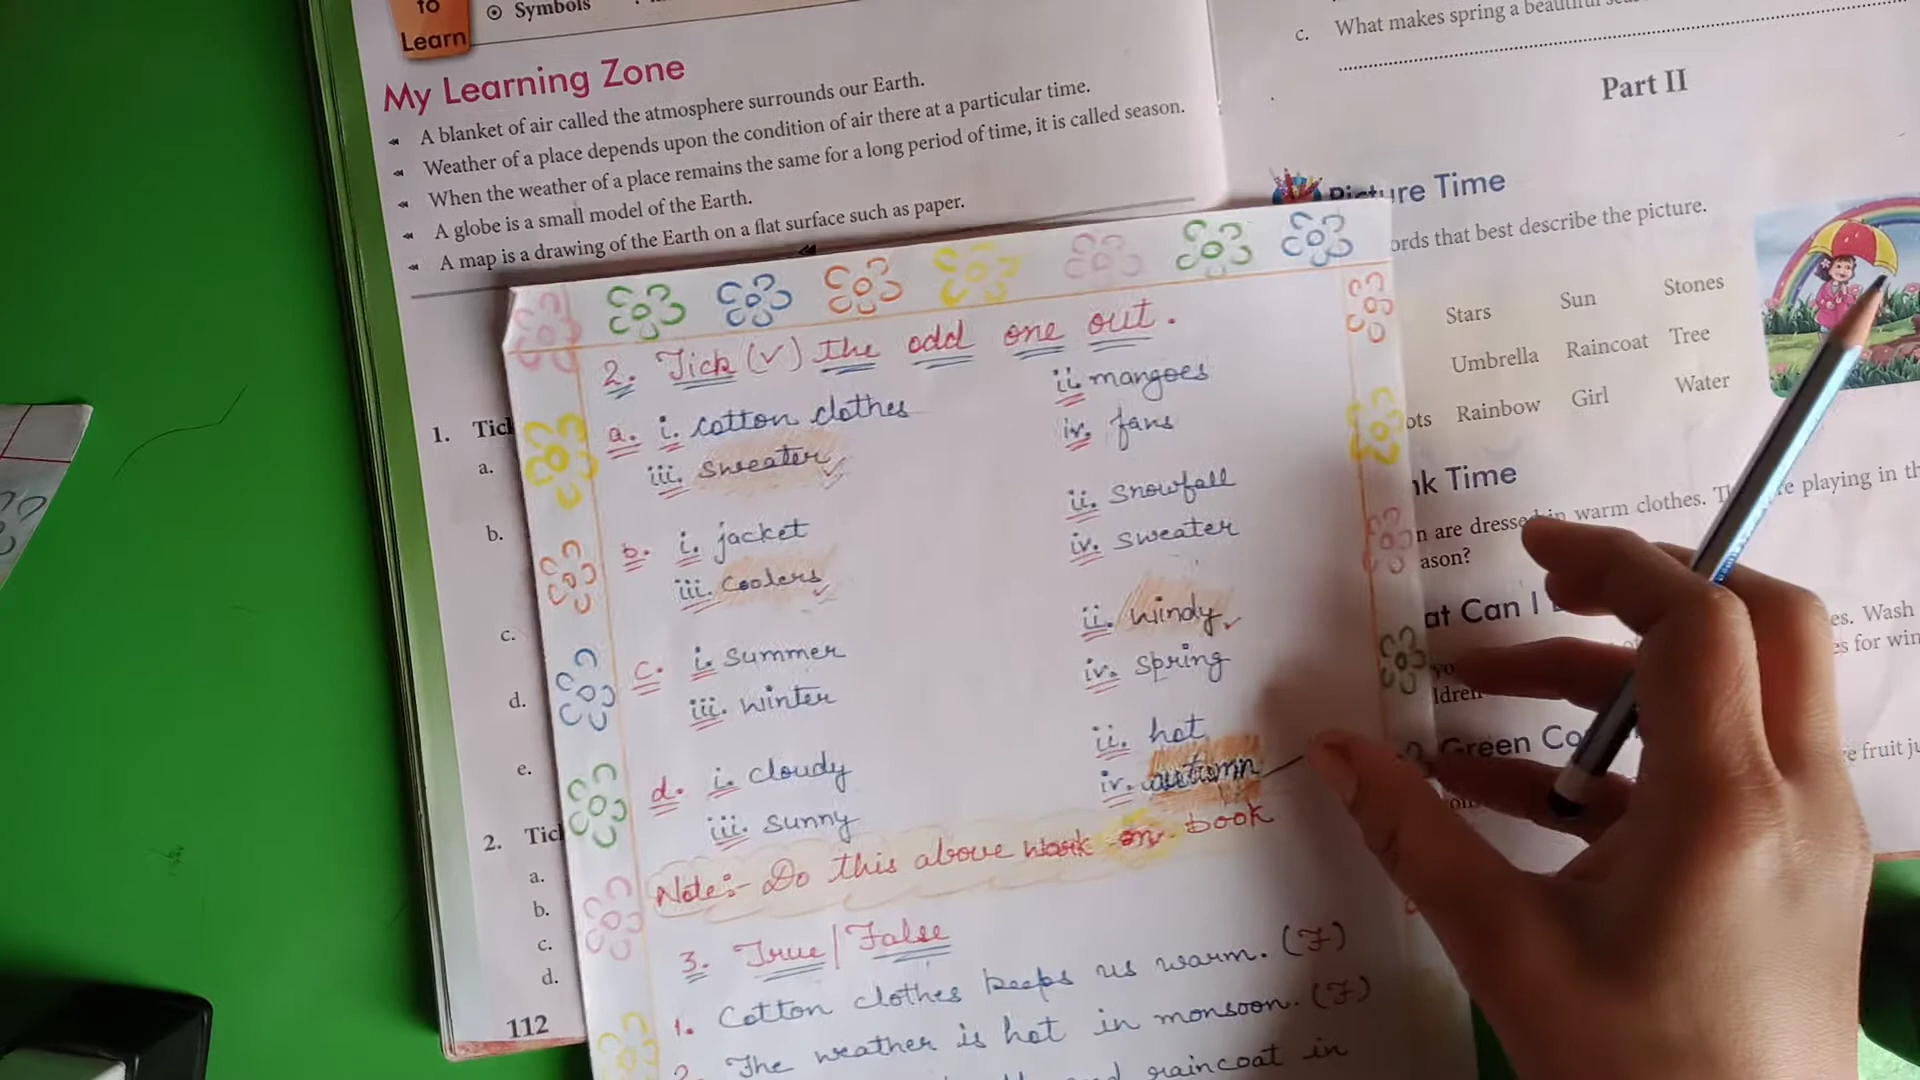 to
Learn
Symbols
My Learning Zone
A blanket of air called the atmosphere surrounds our Earth.
Weather of a place depends upon the condition of air there at a particular time.
When the weather of a place remains the same for a long period of time, it is called season.
A globe is a small model of the Earth.
A map is a drawing of the Earth on a flat surface such as paper.
1. Tick
a.
b.
c.
d.
e.
2. Tick
a.
b.
c.
d.
112
2. Tick (✓) the odd one out.
a. i. cotton clothes ii. mangoes
iii. sweater ✓ iv. fans
b. i. jacket ii. snowfall
iii. coolers ✓ iv. sweater
c. i. summer ii. windy ✓
iii. winter iv. spring
d. i. cloudy ii. hot
iii. sunny iv. autumn
Note:- Do this above work on book
3. True/False
1. Cotton clothes keeps us warm. (F)
2. The weather is hot in monsoon. (F)
raincoat in
c. What makes spring a beautiful
Part II
Picture Time
ords that best describe the picture.
Stars Sun Stones
Umbrella Raincoat Tree
ots Rainbow Girl Water
nk Time
n are dressed in warm clothes. playing in th
ason?
at Can I
es. Wash
es for win
yo
ldren
Green Co
e fruit ju